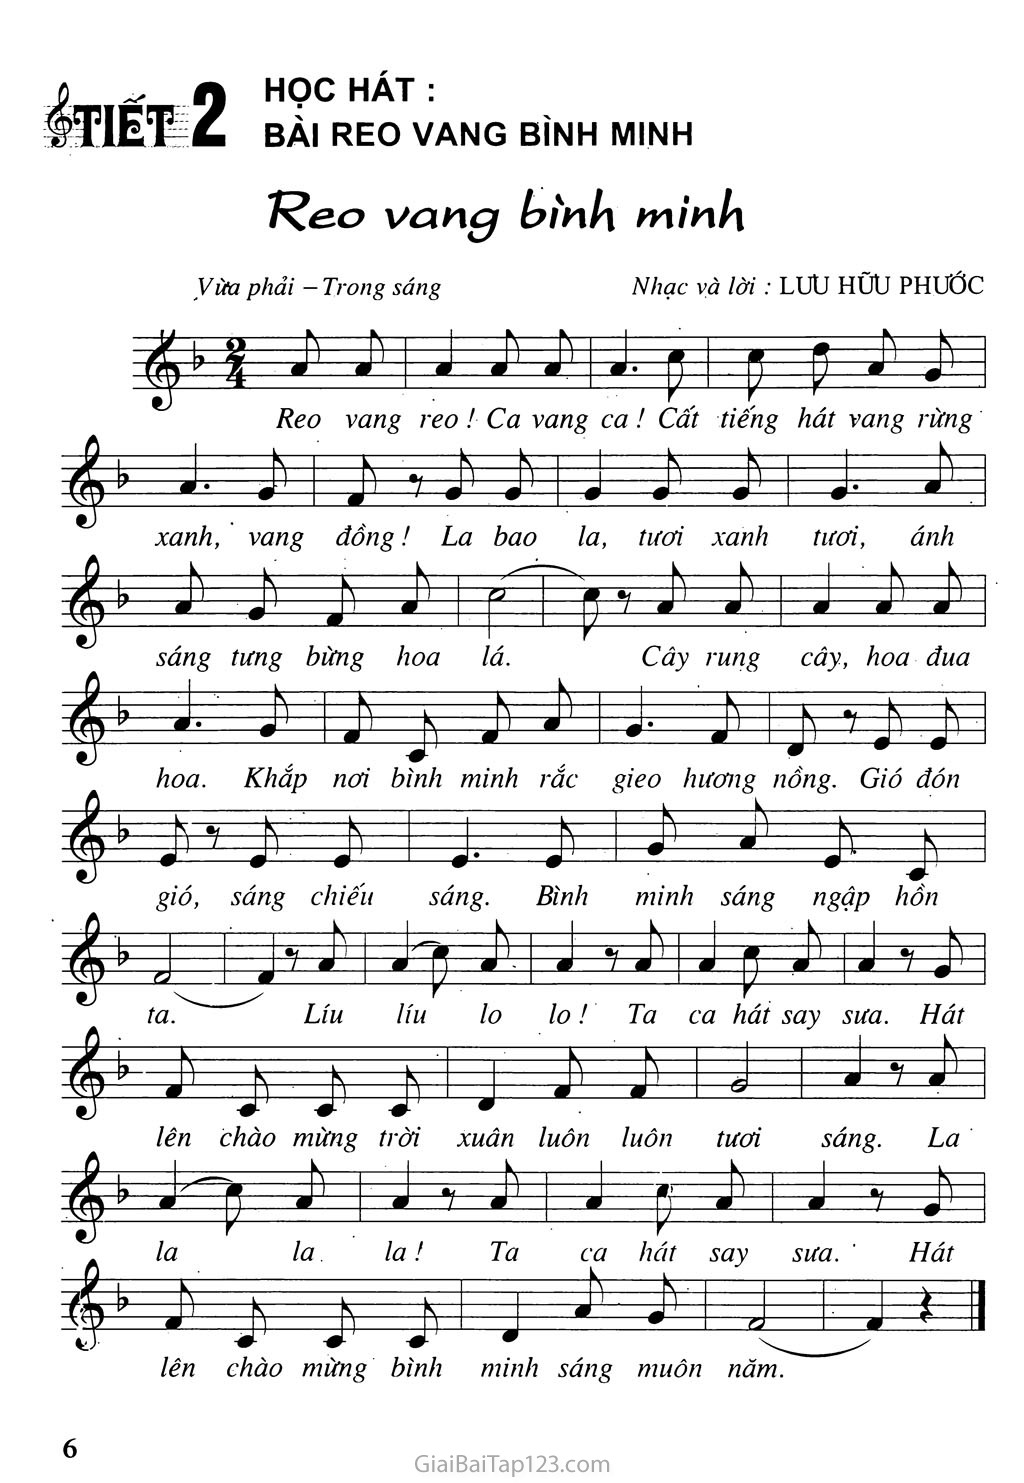 TIẾT 2
HỌC HÁT :
BÀI REO VANG BÌNH MINH
Reo vang bình minh
Vừa phải – Trong sáng
Nhạc và lời : LƯU HỮU PHƯỚC
2
4
Reo vang reo ! Ca vang ca ! Cất tiếng hát vang rừng
xanh, vang đồng ! La bao la, tươi xanh tươi, ánh
sáng tưng bừng hoa lá. Cây rung cây, hoa đua
hoa. Khắp nơi bình minh rắc gieo hương nồng. Gió đón
gió, sáng chiếu sáng. Bình minh sáng ngập hồn
ta. Líu líu lo lo ! Ta ca hát say sưa. Hát
lên chào mừng trời xuân luôn luôn tươi sáng. La
la la la ! Ta ca hát say sưa. Hát
lên chào mừng bình minh sáng muôn năm.
6
GiaiBaiTap123.com